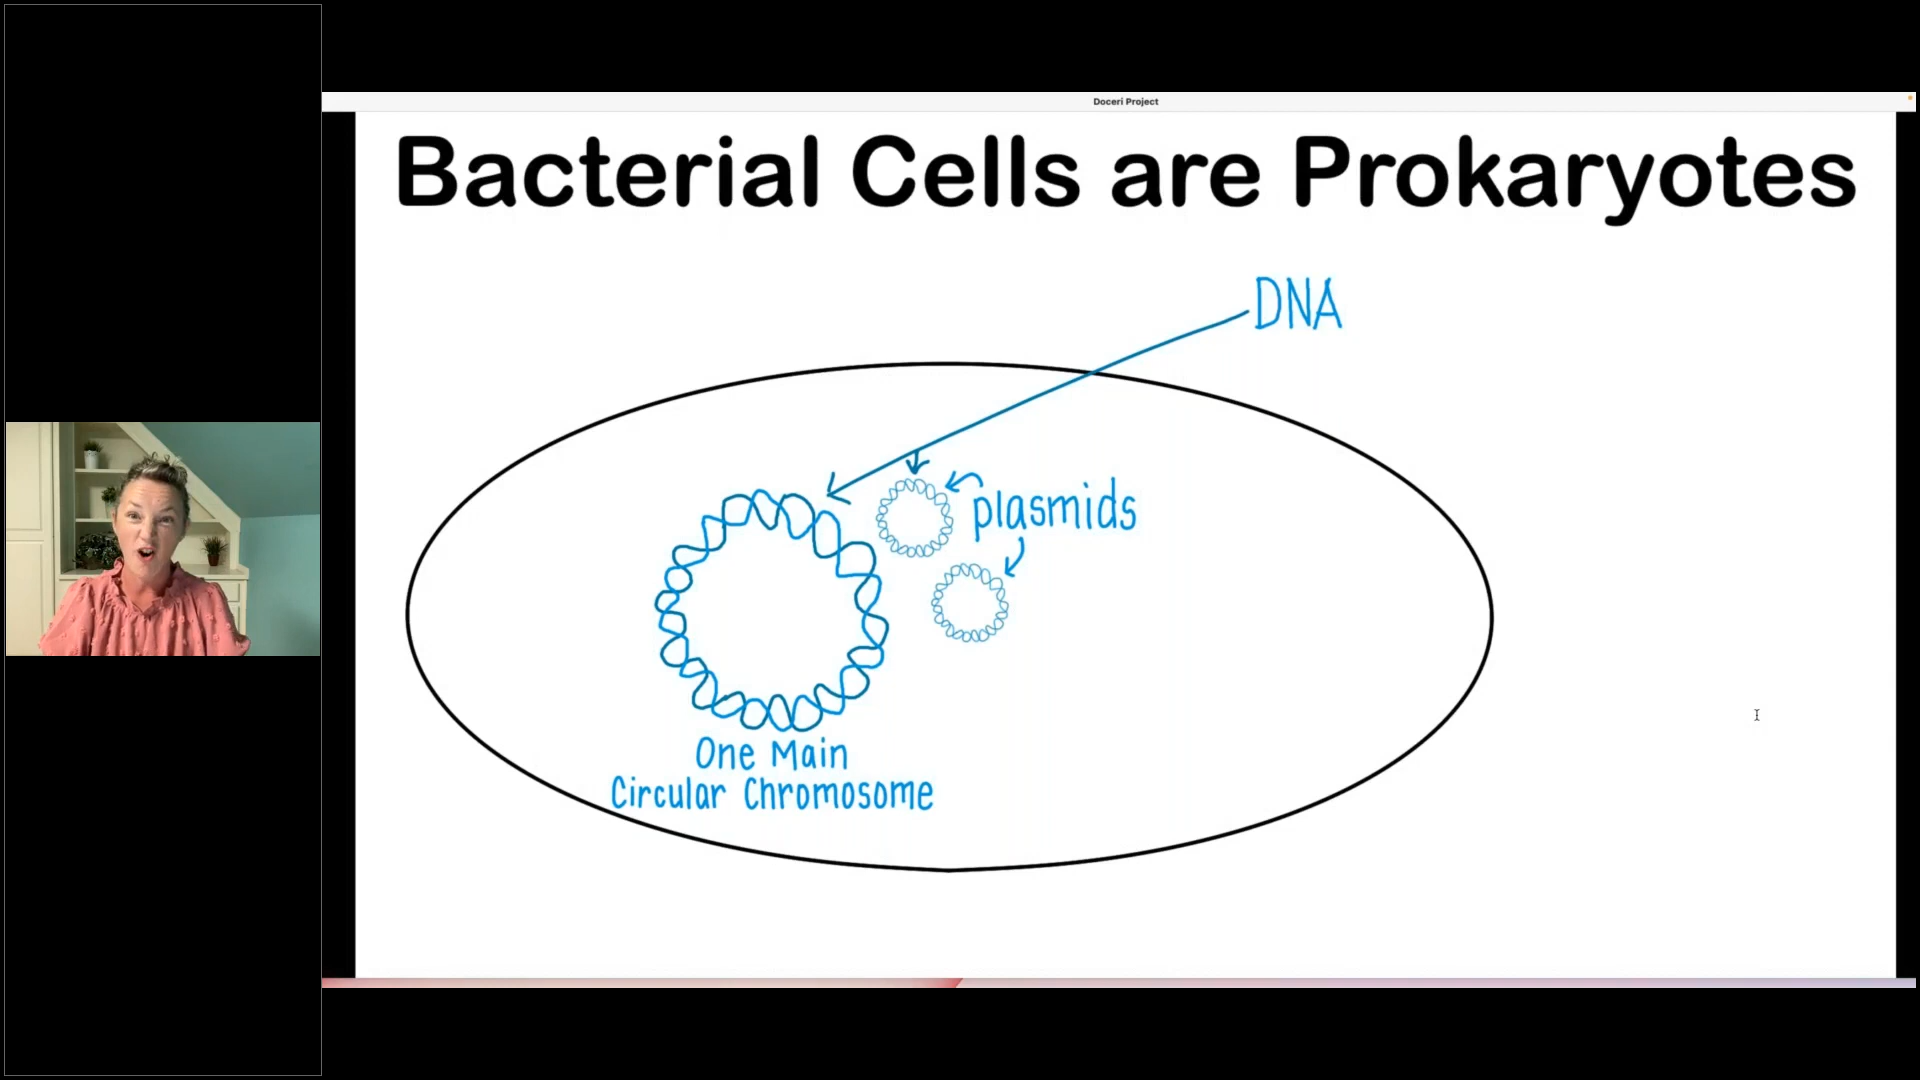 Doceri Project
Bacterial Cells are Prokaryotes
DNA
plasmids
One Main
Circular Chromosome